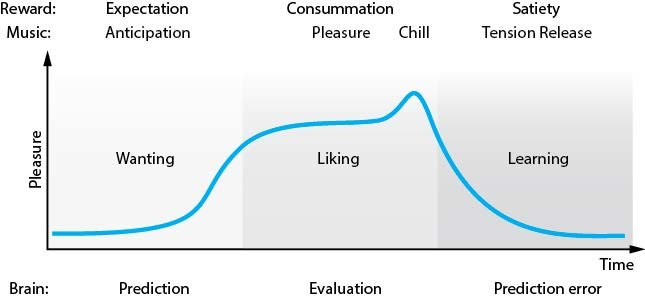 Reward: Expectation Consummation Satiety
Music: Anticipation Pleasure Chill Tension Release
Pleasure
Wanting Liking Learning
Time
Brain: Prediction Evaluation Prediction error